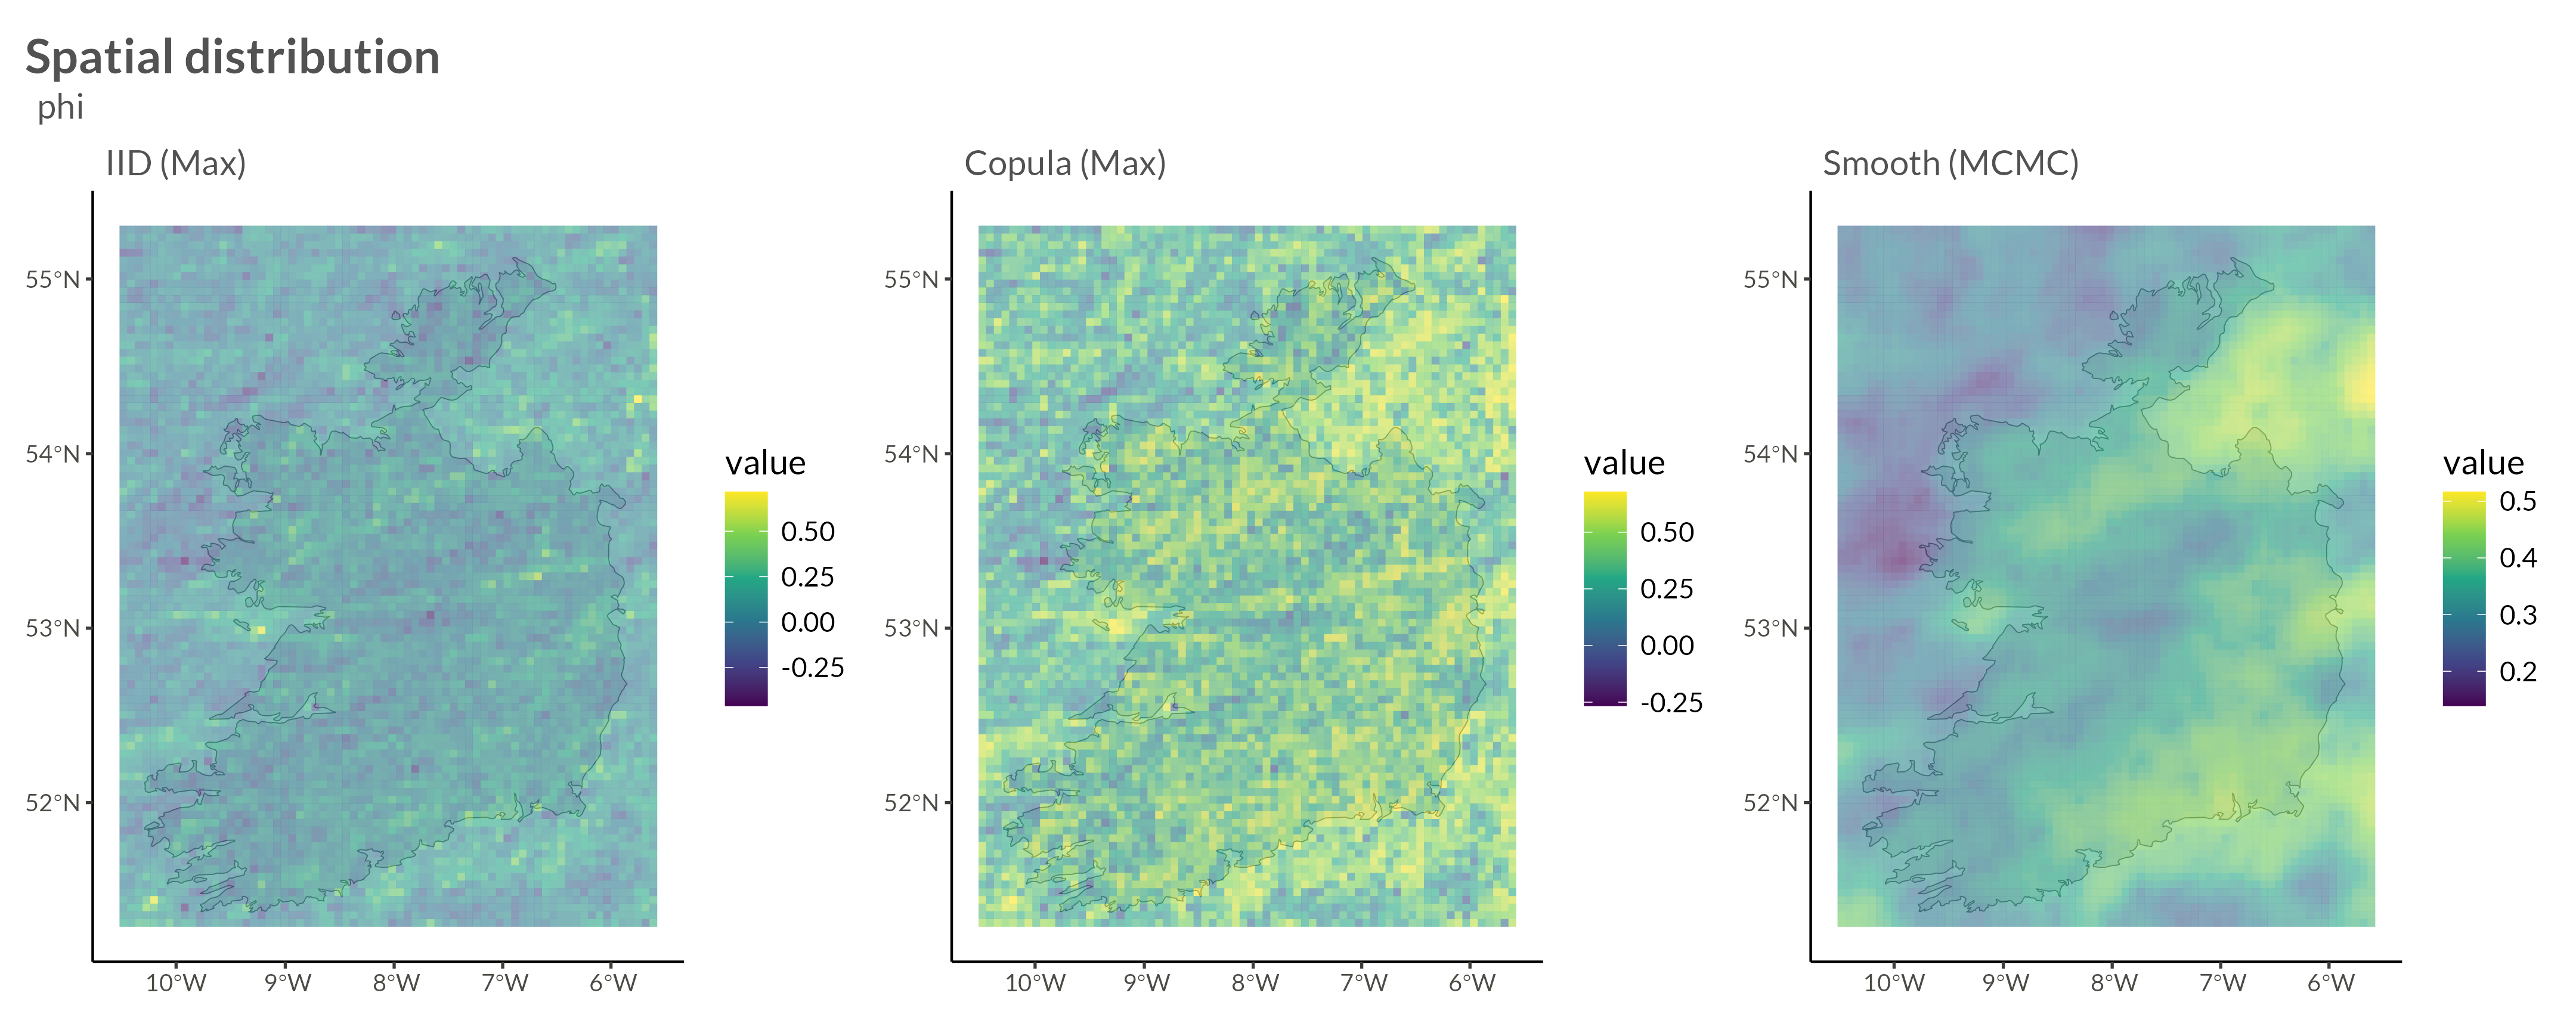 Spatial distribution
phi
IID (Max)
55°N
54°N
53°N
52°N
10°W 9°W 8°W 7°W 6°W
value
0.50
0.25
0.00
-0.25
Copula (Max)
55°N
54°N
53°N
52°N
10°W 9°W 8°W 7°W 6°W
value
0.50
0.25
0.00
-0.25
Smooth (MCMC)
55°N
54°N
53°N
52°N
10°W 9°W 8°W 7°W 6°W
value
0.5
0.4
0.3
0.2